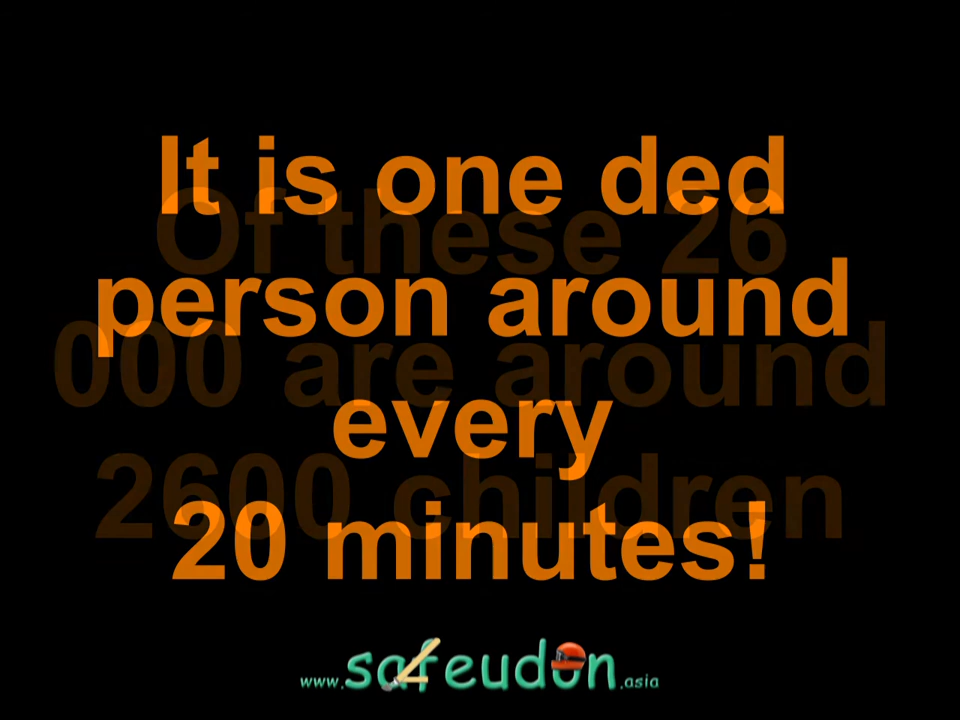 It is one ded
person around
every
20 minutes!
Of these 26
000 are around
2600 children
www.safeudon.asia